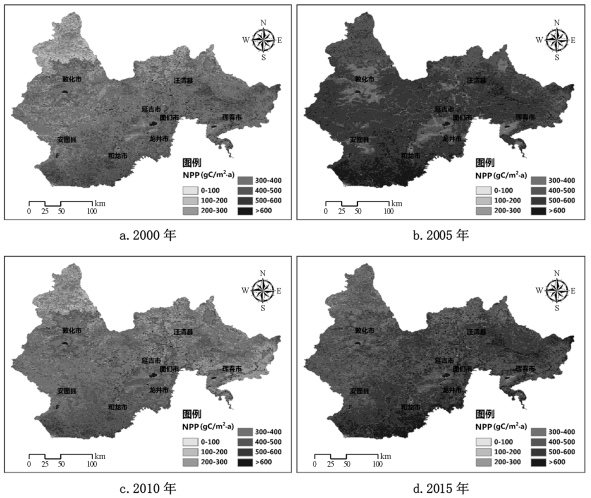 N
W E
S
敦化市
汪清县
延吉市
图们市
珲春市
安图县
龙井市
和龙市
图例
NPP (gC/m²·a)
0-100
100-200
200-300
300-400
400-500
500-600
>600
0 25 50 100 km
a.2000 年
N
W E
S
敦化市
汪清县
延吉市
图们市
珲春市
安图县
龙井市
和龙市
图例
NPP (gC/m²·a)
0-100
100-200
200-300
300-400
400-500
500-600
>600
0 25 50 100 km
b.2005 年
N
W E
S
敦化市
汪清县
延吉市
图们市
珲春市
安图县
龙井市
和龙市
图例
NPP (gC/m²·a)
0-100
100-200
200-300
300-400
400-500
500-600
>600
0 25 50 100 km
c.2010 年
N
W E
S
敦化市
汪清县
延吉市
图们市
珲春市
安图县
龙井市
和龙市
图例
NPP (gC/m²·a)
0-100
100-200
200-300
300-400
400-500
500-600
>600
0 25 50 100 km
d.2015 年